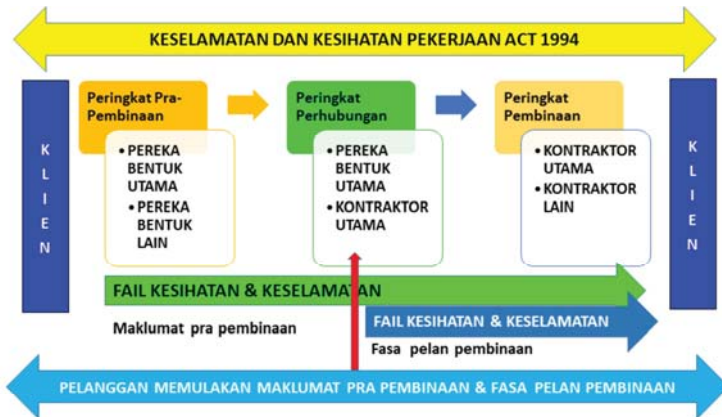 KESELAMATAN DAN KESIHATAN PEKERJAAN ACT 1994
KLIEN
Peringkat Pra-
Pembinaan
• PEREKA
BENTUK
UTAMA
• PEREKA
BENTUK
LAIN
Peringkat
Perhubungan
• PEREKA
BENTUK
UTAMA
• KONTRAKTOR
UTAMA
Peringkat
Pembinaan
• KONTRAKTOR
UTAMA
• KONTRAKTOR
LAIN
KLIEN
FAIL KESIHATAN & KESELAMATAN
Maklumat pra pembinaan
FAIL KESIHATAN & KESELAMATAN
Fasa pelan pembinaan
PELANGGAN MEMULAKAN MAKLUMAT PRA PEMBINAAN & FASA PELAN PEMBINAAN